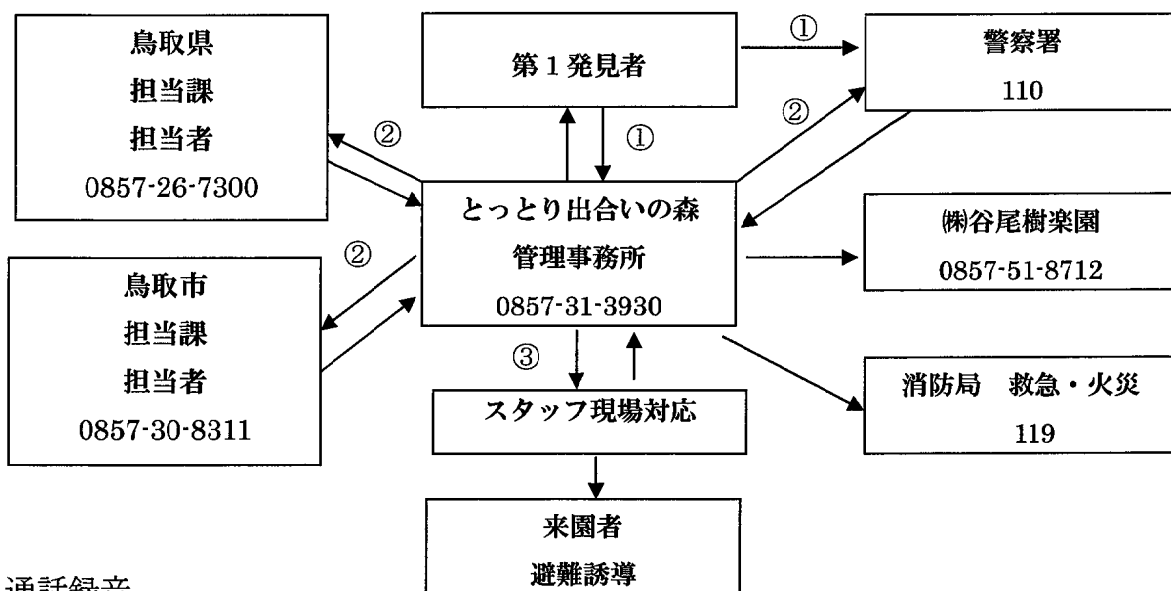 鳥取県
担当課
担当者
0857-26-7300
②
第1発見者
①
①
警察署
110
②
とっとり出合いの森
管理事務所
0857-31-3930
㈱谷尾樹楽園
0857-51-8712
鳥取市
担当課
担当者
0857-30-8311
②
③
スタッフ現場対応
消防局 救急・火災
119
来園者
避難誘導
通話録音